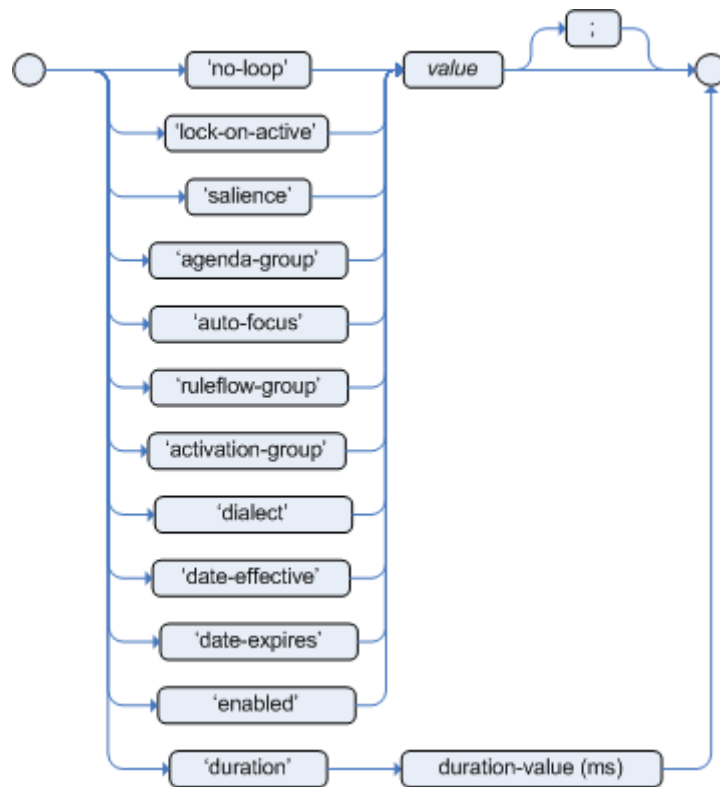 ;
‘no-loop’
value
‘lock-on-active’
‘salience’
‘agenda-group’
‘auto-focus’
‘ruleflow-group’
‘activation-group’
‘dialect’
‘date-effective’
‘date-expires’
‘enabled’
‘duration’
duration-value (ms)